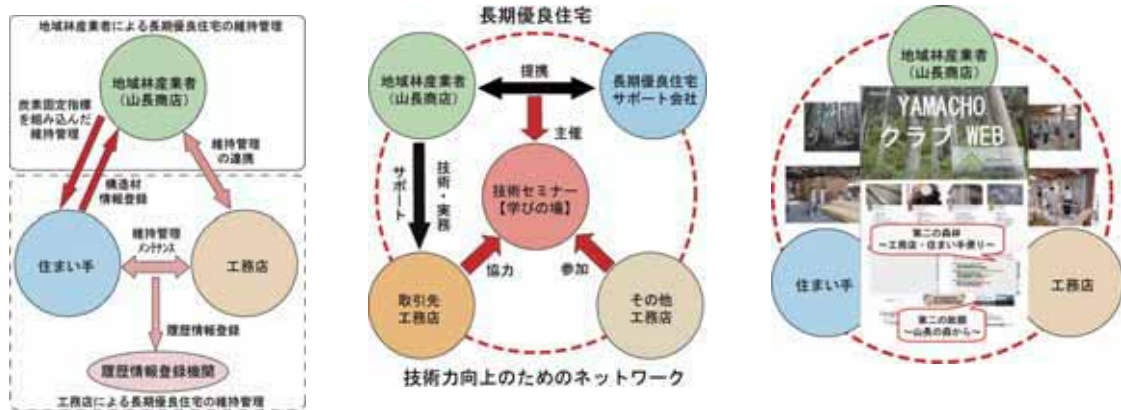 地域林産業者による長期優良住宅の維持管理
地域林産業者
（山長商店）
炭素固定指標
を組み込んだ
維持管理
維持管理
の連携
構造材
情報登録
住まい手
維持管理
メンテナンス
工務店
履歴情報登録
履歴情報登録機関
工務店による長期優良住宅の維持管理
長期優良住宅
地域林産業者
（山長商店）
提携
長期優良住宅
サポート会社
主催
サポート
技術・実務
技術セミナー
【学びの場】
協力
参加
取引先
工務店
その他
工務店
技術力向上のためのネットワーク
地域林産業者
（山長商店）
YAMACHO
クラブ WEB
第二の森林
～工務店・住まい手便り～
住まい手
工務店
第二の故郷
～山長の森から～